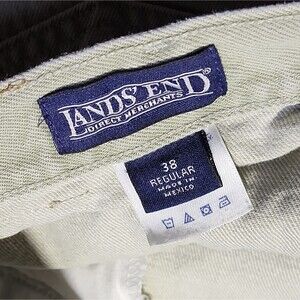 LANDS' END®
DIRECT MERCHANTS
38
REGULAR
MADE IN
MEXICO